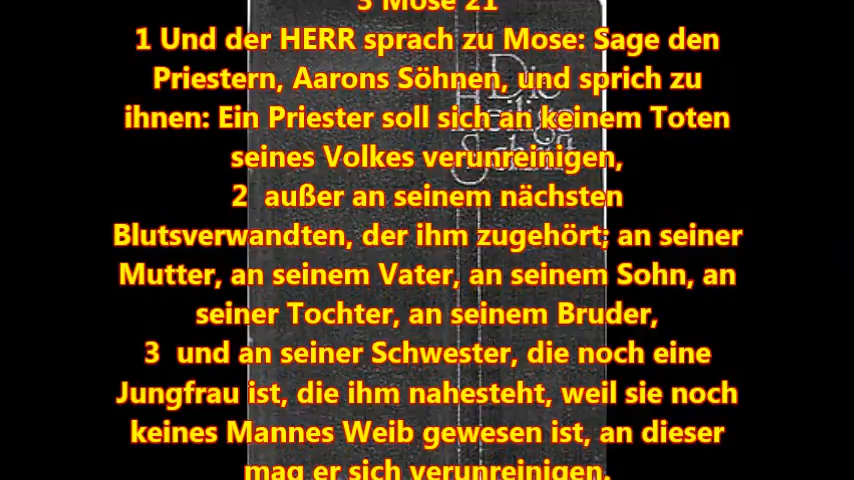 3 Mose 21
1 Und der HERR sprach zu Mose: Sage den
Priestern, Aarons Söhnen, und sprich zu
ihnen: Ein Priester soll sich an keinem Toten
seines Volkes verunreinigen,
2 außer an seinem nächsten
Blutsverwandten, der ihm zugehört; an seiner
Mutter, an seinem Vater, an seinem Sohn, an
seiner Tochter, an seinem Bruder,
3 und an seiner Schwester, die noch eine
Jungfrau ist, die ihm nahesteht, weil sie noch
keines Mannes Weib gewesen ist, an dieser
mag er sich verunreinigen.
Die
Heilige
Schrift